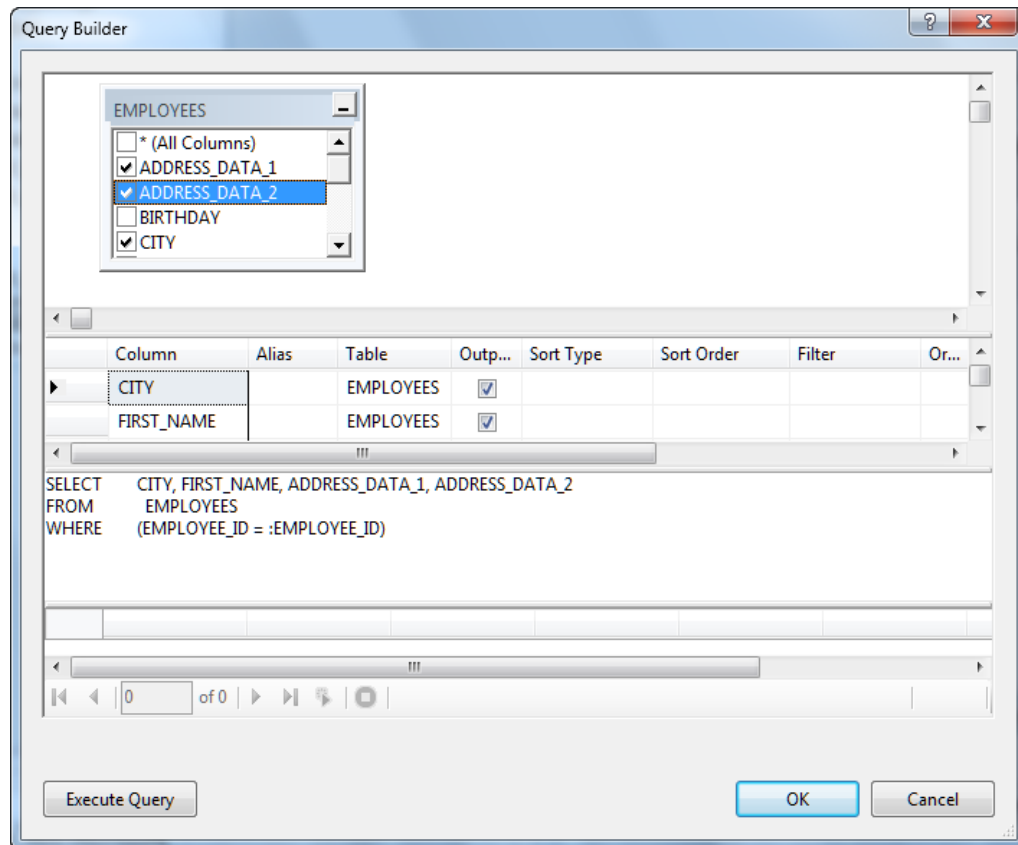 Query Builder
EMPLOYEES
* (All Columns)
ADDRESS_DATA_1
ADDRESS_DATA_2
BIRTHDAY
CITY
Column Alias Table Outp... Sort Type Sort Order Filter Or...
CITY EMPLOYEES
FIRST_NAME EMPLOYEES
SELECT CITY, FIRST_NAME, ADDRESS_DATA_1, ADDRESS_DATA_2
FROM EMPLOYEES
WHERE (EMPLOYEE_ID = :EMPLOYEE_ID)
0 of 0
Execute Query OK Cancel